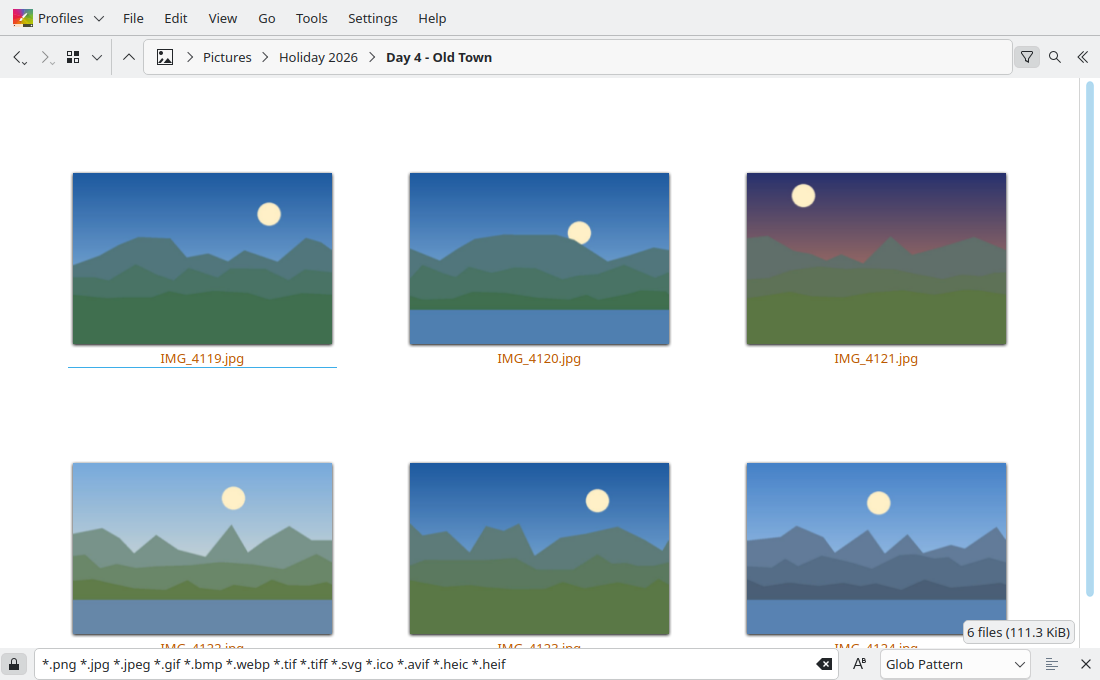 Profiles File Edit View Go Tools Settings Help
Pictures Holiday 2026 Day 4 - Old Town
IMG_4119.jpg IMG_4120.jpg IMG_4121.jpg
6 files (111.3 KiB)
*.png *.jpg *.jpeg *.gif *.bmp *.webp *.tif *.tiff *.svg *.ico *.avif *.heic *.heif Glob Pattern